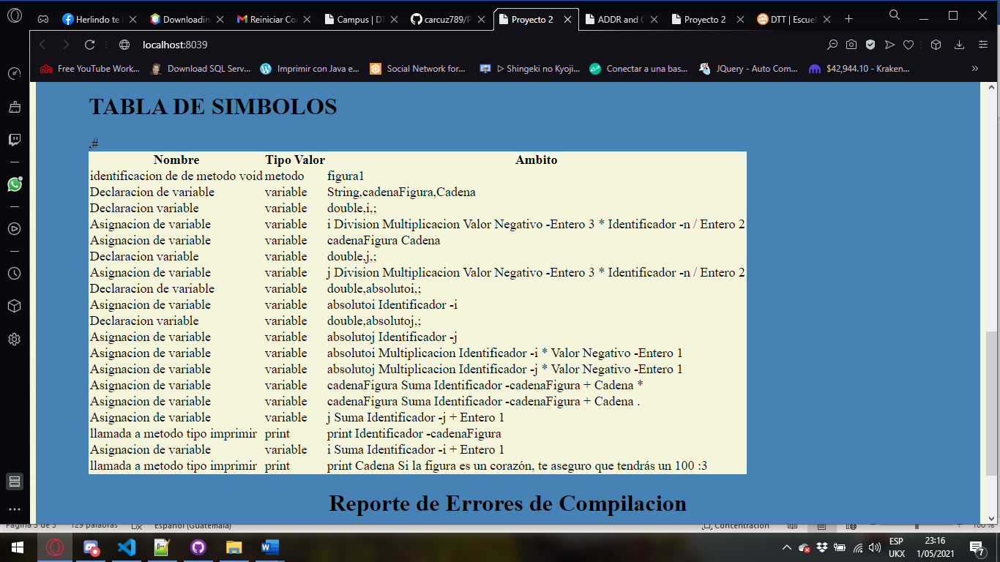 Herlindo te
Downloadin
Reiniciar Co
Campus | DT
carcuz789/P
Proyecto 2
ADDR and C
Proyecto 2
DTT | Escuel
localhost:8039
Free YouTube Work...
Download SQL Serv...
Imprimir con Java e...
Social Network for...
▷ Shingeki no Kyoji...
Conectar a una bas...
JQuery - Auto Com...
$42,944.10 - Kraken...
»
TABLA DE SIMBOLOS
,#
Nombre Tipo Valor Ambito
identificacion de de metodo void metodo figura1
Declaracion de variable variable String,cadenaFigura,Cadena
Declaracion variable variable double,i,;
Asignacion de variable variable i Division Multiplicacion Valor Negativo -Entero 3 * Identificador -n / Entero 2
Asignacion de variable variable cadenaFigura Cadena
Declaracion variable variable double,j,;
Asignacion de variable variable j Division Multiplicacion Valor Negativo -Entero 3 * Identificador -n / Entero 2
Declaracion de variable variable double,absolutoi,;
Asignacion de variable variable absolutoi Identificador -i
Declaracion variable variable double,absolutoj,;
Asignacion de variable variable absolutoj Identificador -j
Asignacion de variable variable absolutoi Multiplicacion Identificador -i * Valor Negativo -Entero 1
Asignacion de variable variable absolutoj Multiplicacion Identificador -j * Valor Negativo -Entero 1
Asignacion de variable variable cadenaFigura Suma Identificador -cadenaFigura + Cadena *
Asignacion de variable variable cadenaFigura Suma Identificador -cadenaFigura + Cadena .
Asignacion de variable variable j Suma Identificador -j + Entero 1
llamada a metodo tipo imprimir print print Identificador -cadenaFigura
Asignacion de variable variable i Suma Identificador -i + Entero 1
llamada a metodo tipo imprimir print print Cadena Si la figura es un corazón, te aseguro que tendrás un 100 :3
Reporte de Errores de Compilacion
129 palabras Español (Guatemala) Concentración 100 %
ESP 23:16
UKX 1/05/2021
7